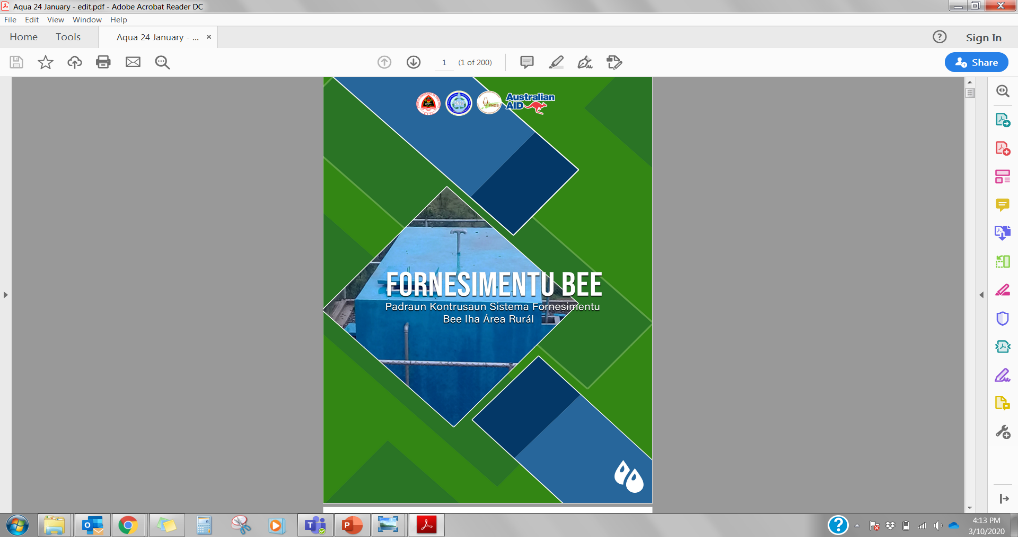 Aqua 24 January - edit.pdf - Adobe Acrobat Reader DC
File Edit View Window Help
Home Tools Aqua 24 January - ... ×
Sign In
1 (1 of 200)
Share
Australian
AID
FORNESIMENTU BEE
Padraun Kontrusaun Sistema Fornesimentu
Bee Iha Área Rurál
4:13 PM
3/10/2020